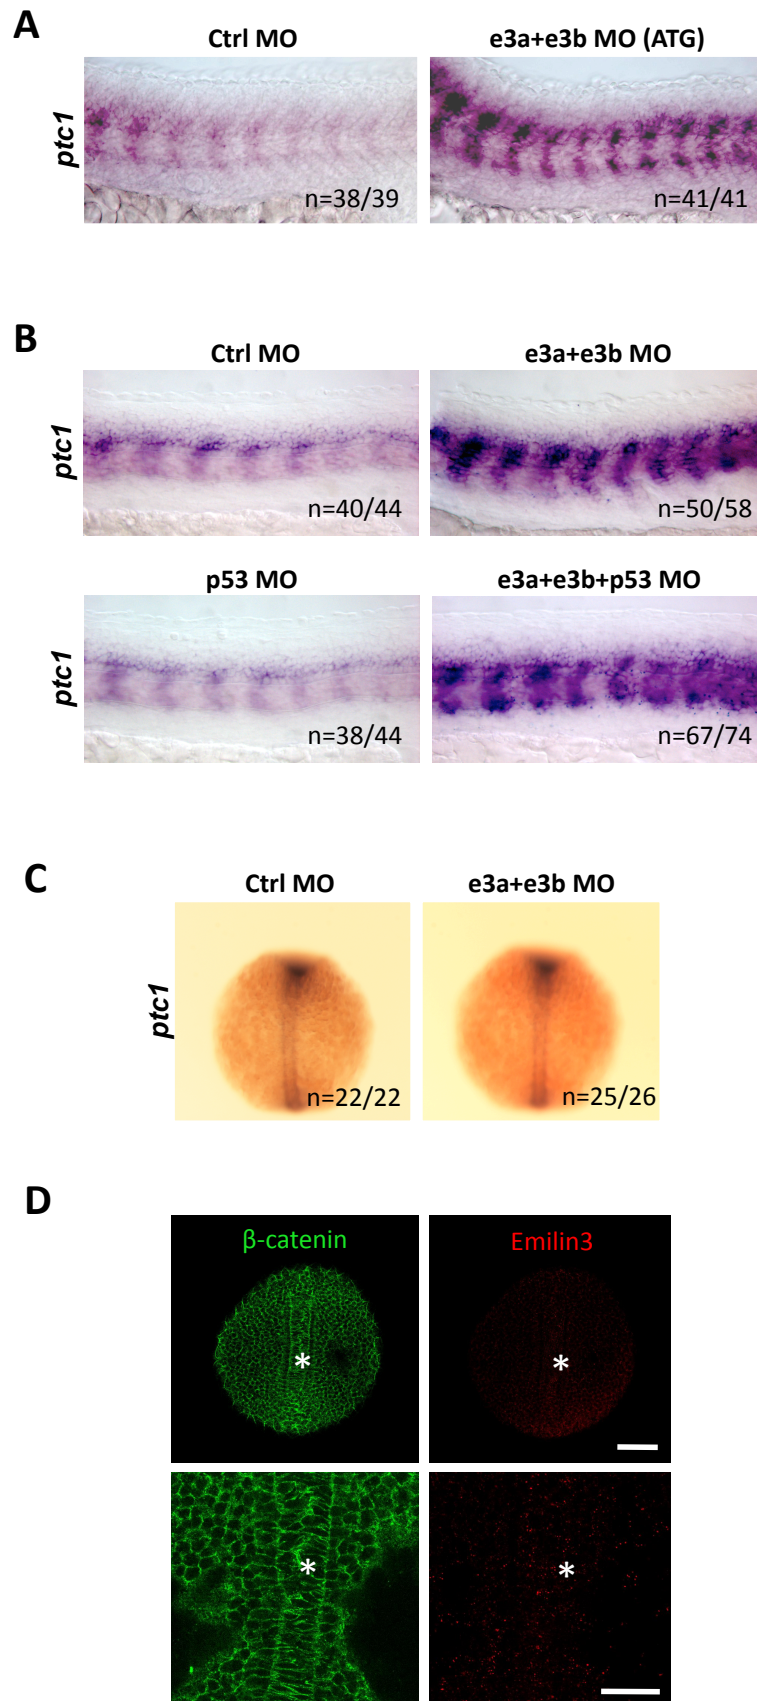 A
Ctrl MO
e3a+e3b MO (ATG)
ptc1
n=38/39
n=41/41
B
Ctrl MO
e3a+e3b MO
ptc1
n=40/44
n=50/58
p53 MO
e3a+e3b+p53 MO
ptc1
n=38/44
n=67/74
C
Ctrl MO
e3a+e3b MO
ptc1
n=22/22
n=25/26
D
β-catenin
Emilin3
*
*
*
*